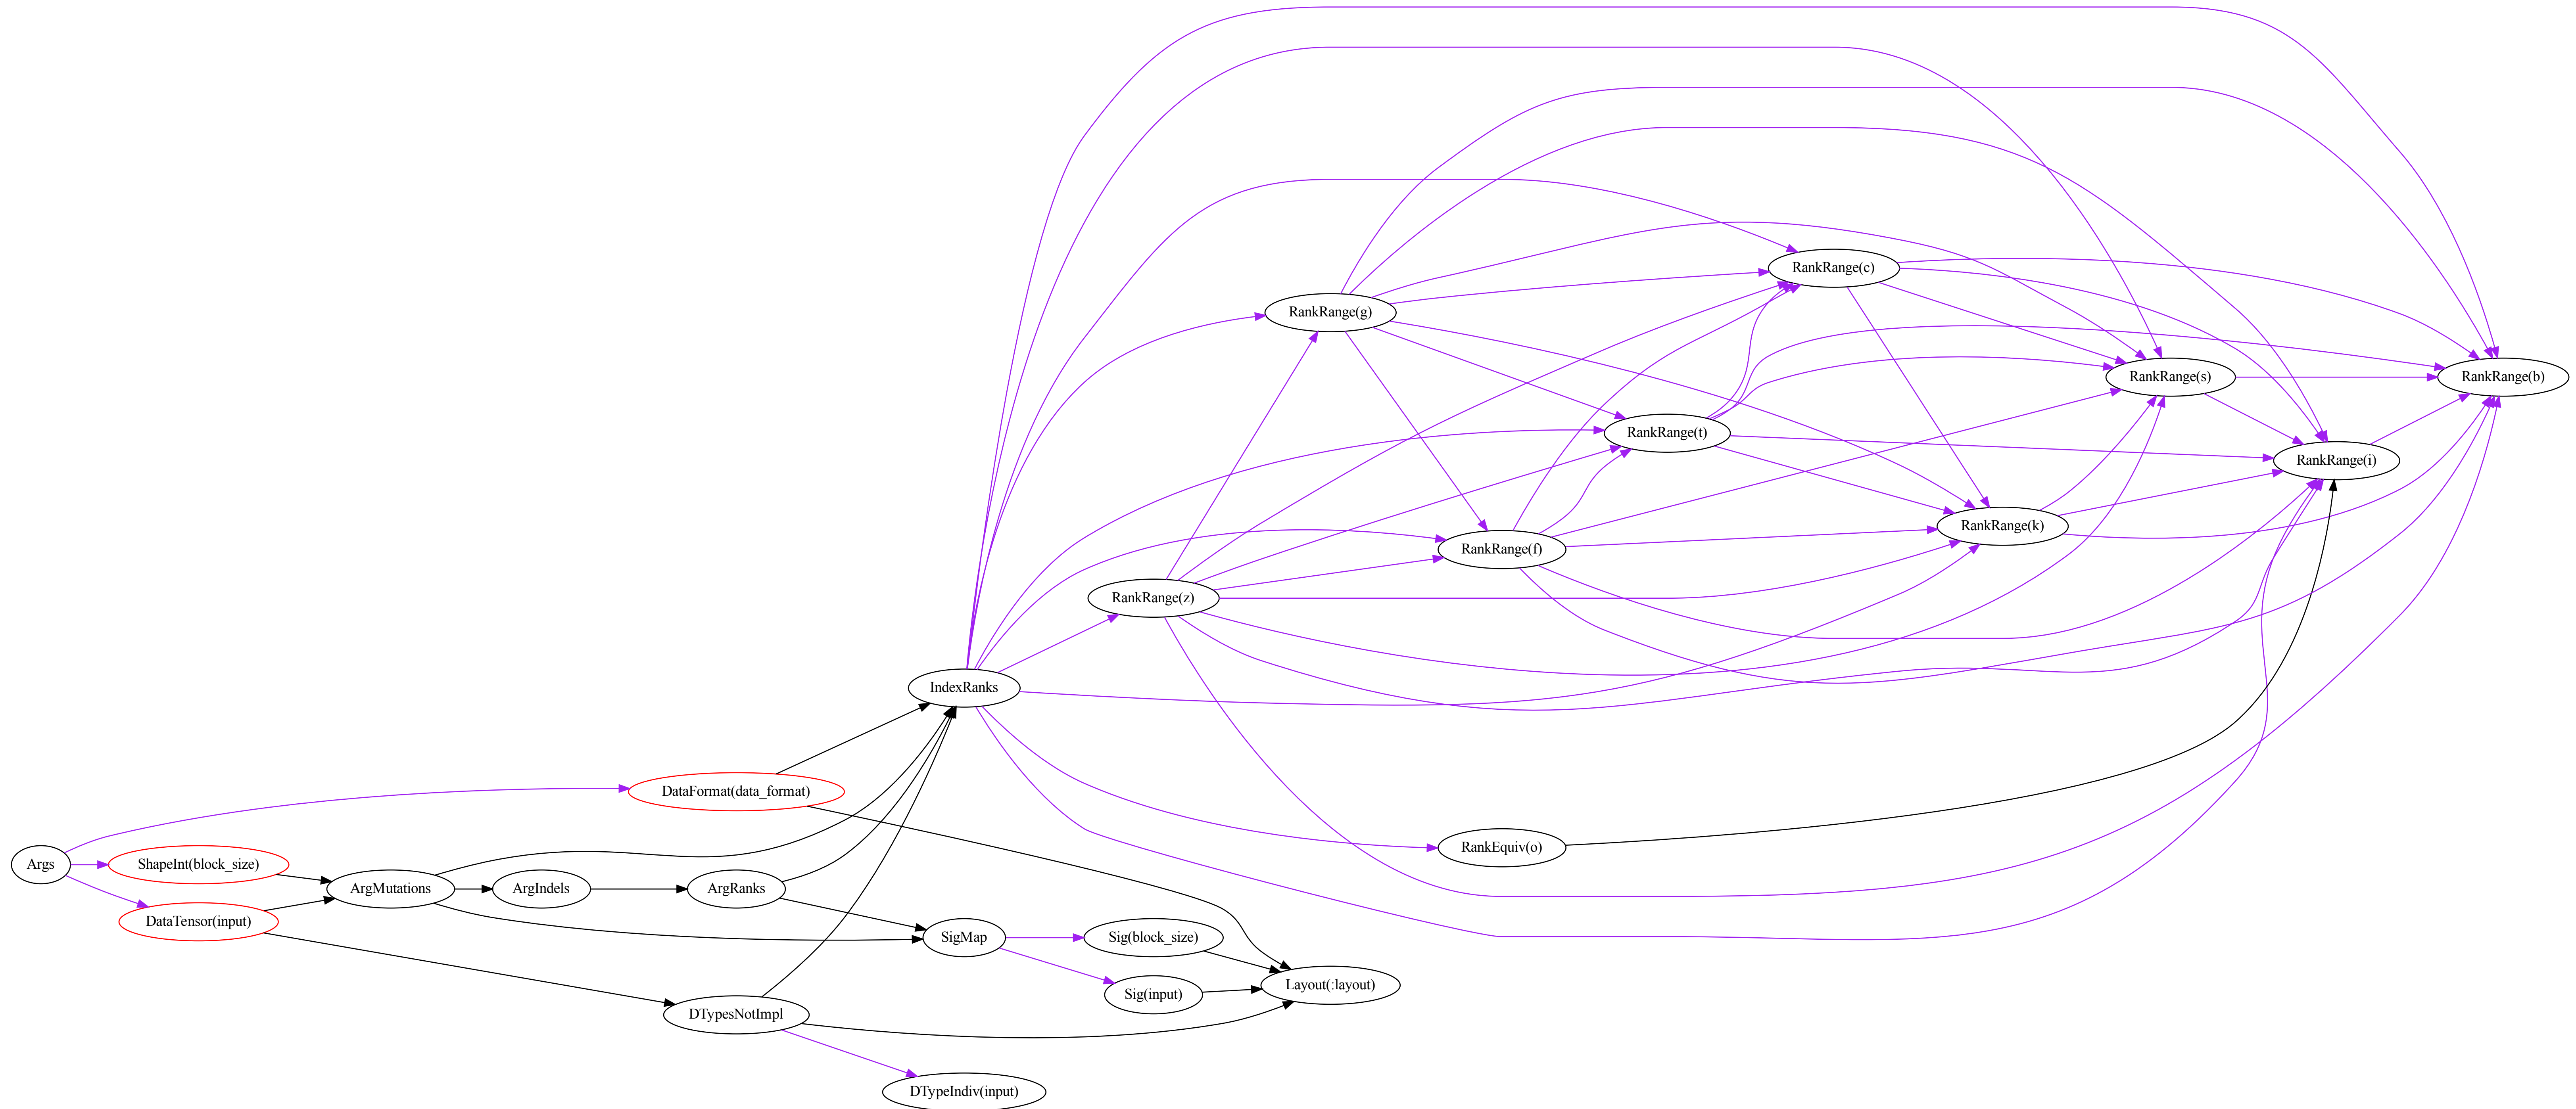 RankRange(c)
RankRange(g)
RankRange(s)
RankRange(b)
RankRange(t)
RankRange(i)
RankRange(k)
RankRange(f)
RankRange(z)
IndexRanks
DataFormat(data_format)
RankEquiv(o)
Args
ShapeInt(block_size)
ArgMutations
ArgIndels
ArgRanks
DataTensor(input)
SigMap
Sig(block_size)
Layout(:layout)
Sig(input)
DTypesNotImpl
DTypeIndiv(input)